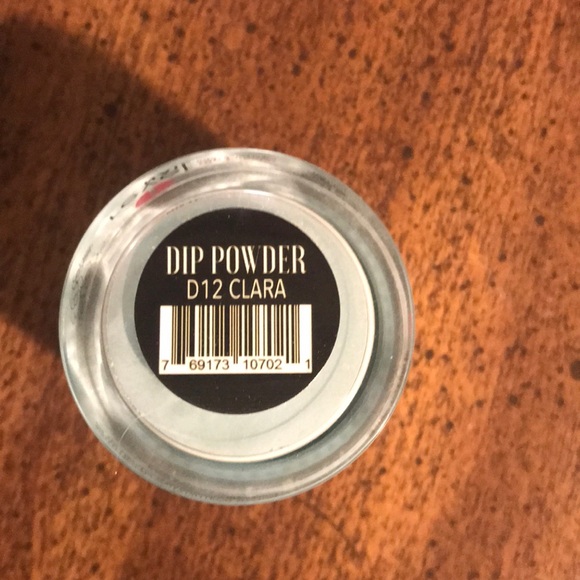 DIP POWDER
D12 CLARA
7 69173 10702 1